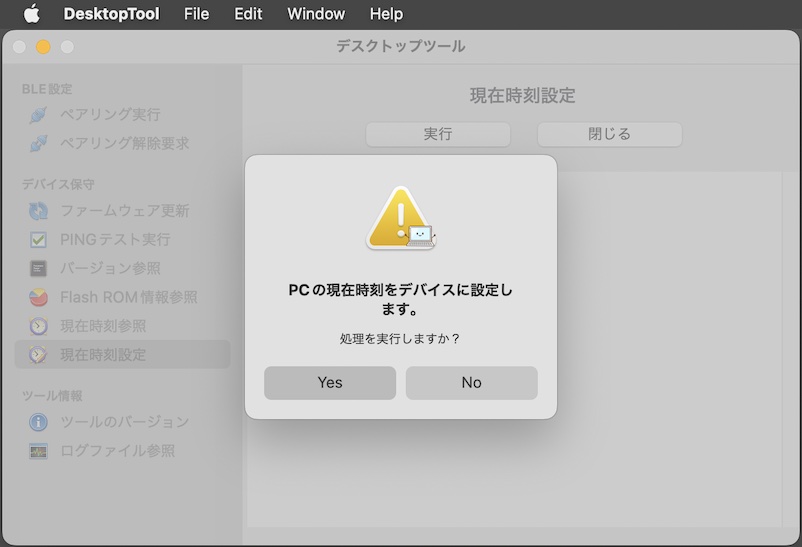 DesktopTool File Edit Window Help
デスクトップツール
BLE設定
ペアリング実行
ペアリング解除要求
デバイス保守
ファームウェア更新
PINGテスト実行
バージョン参照
Flash ROM情報参照
現在時刻参照
現在時刻設定
ツール情報
ツールのバージョン
ログファイル参照
現在時刻設定
実行 閉じる
PCの現在時刻をデバイスに設定し
ます。
処理を実行しますか？
Yes No